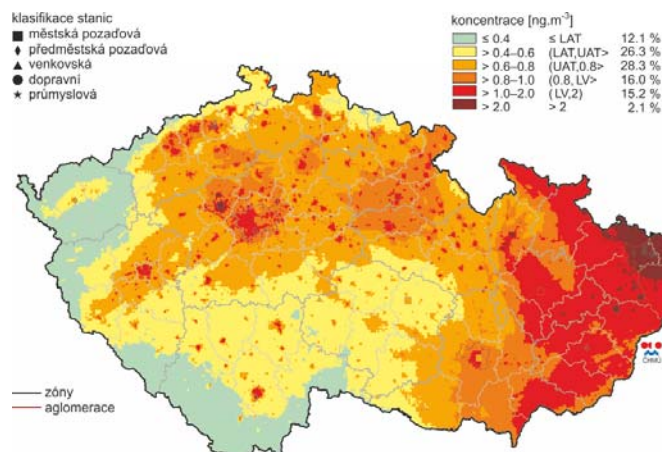 klasifikace stanic
městská pozaďová
předměstská pozaďová
venkovská
dopravní
průmyslová
koncentrace [ng.m⁻³]
≤ 0.4 ≤ LAT 12.1 %
> 0.4–0.6 (LAT,UAT> 26.3 %
> 0.6–0.8 (UAT,0.8> 28.3 %
> 0.8–1.0 (0.8, LV> 16.0 %
> 1.0–2.0 (LV,2) 15.2 %
> 2.0 > 2 2.1 %
ČHMÚ
zóny
aglomerace